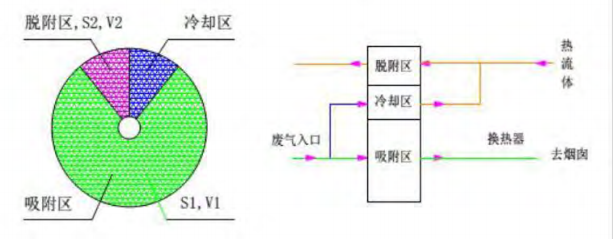 脱附区,S2,V2
冷却区
吸附区
S1,V1
脱附区
冷却区
吸附区
废气入口
热流体
换热器
去烟囱